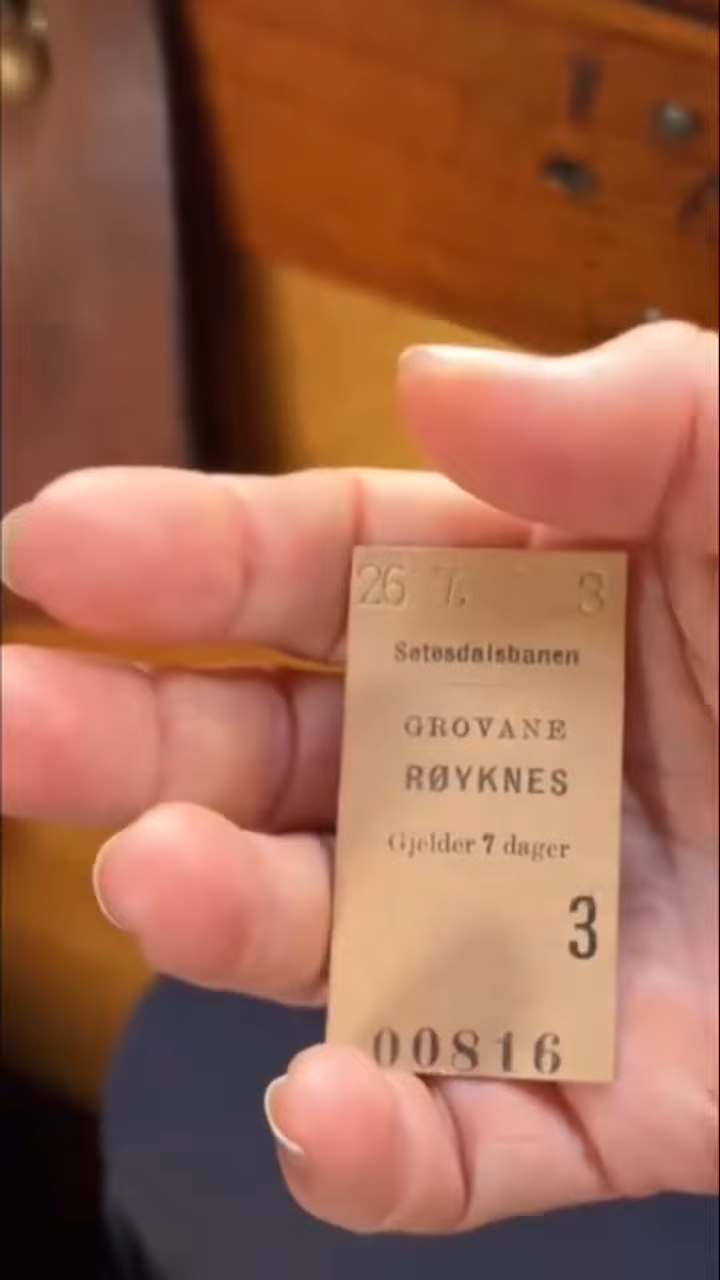 26 7. 3
Setesdalsbanen
GROVANE
RØYKNES
Gjelder 7 dager
3
00816